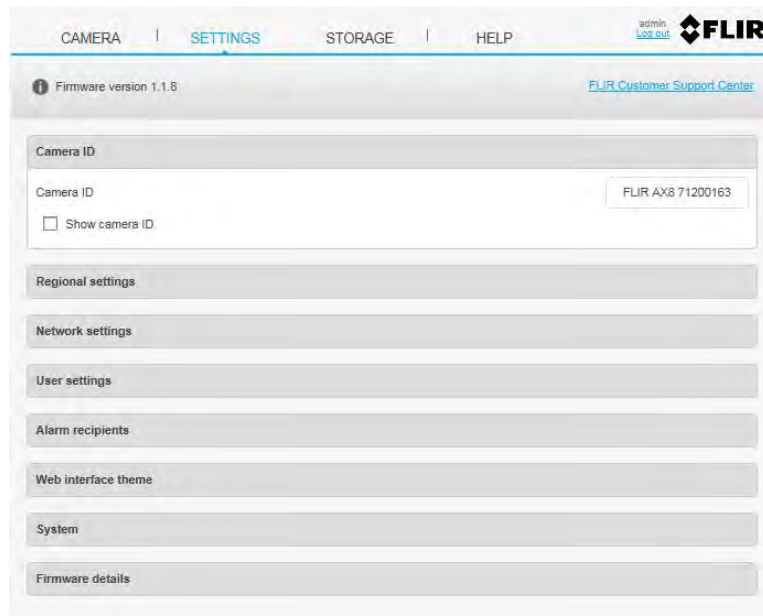 CAMERA | SETTINGS STORAGE | HELP
admin
Log out
FLIR
Firmware version 1.1.8
FLIR Customer Support Center
Camera ID
Camera ID
FLIR AX8 71200163
Show camera ID
Regional settings
Network settings
User settings
Alarm recipients
Web interface theme
System
Firmware details